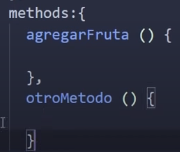 methods:{
agregarFruta () {
},
otroMetodo () {
}